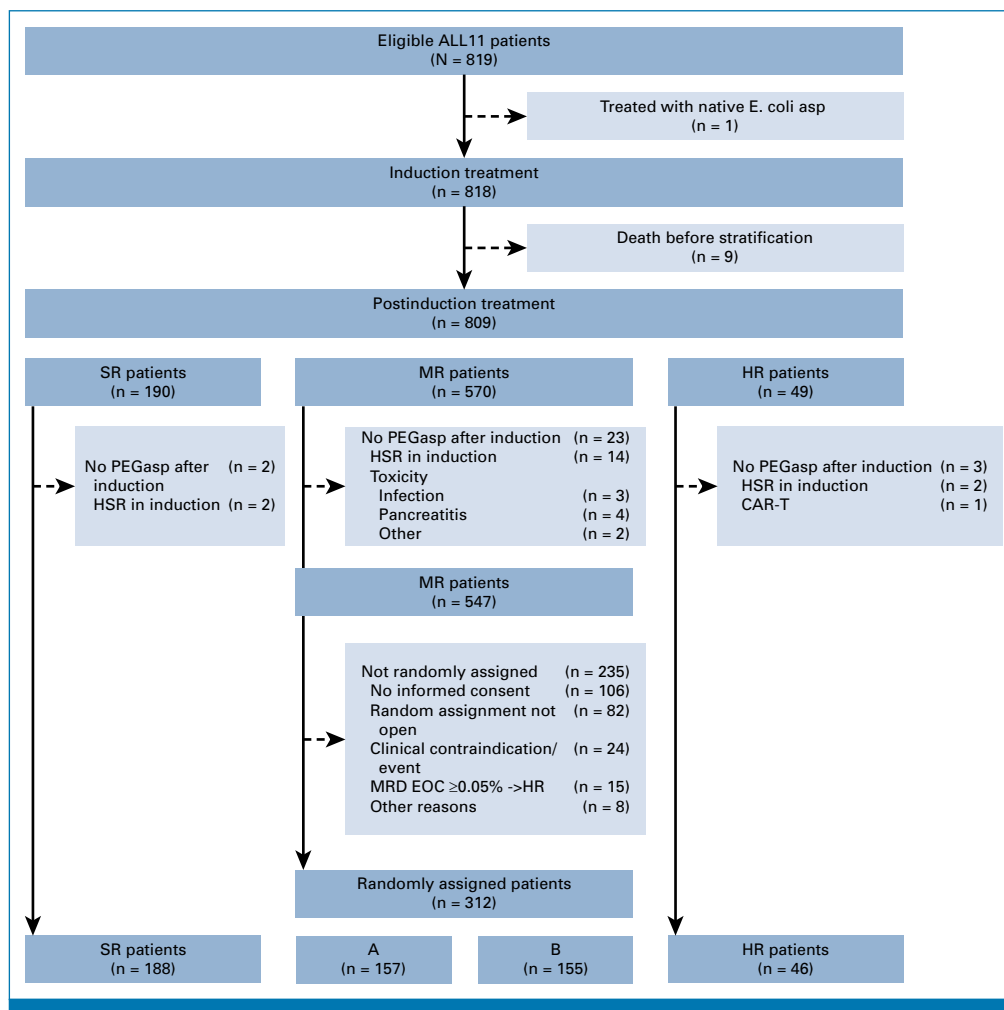 Eligible ALL11 patients
(N = 819)
Treated with native E. coli asp
(n = 1)
Induction treatment
(n = 818)
Death before stratification
(n = 9)
Postinduction treatment
(n = 809)
SR patients
(n = 190)
MR patients
(n = 570)
HR patients
(n = 49)
No PEGasp after (n = 2)
induction
HSR in induction (n = 2)
No PEGasp after induction (n = 23)
HSR in induction (n = 14)
Toxicity
Infection (n = 3)
Pancreatitis (n = 4)
Other (n = 2)
No PEGasp after induction (n = 3)
HSR in induction (n = 2)
CAR-T (n = 1)
MR patients
(n = 547)
Not randomly assigned (n = 235)
No informed consent (n = 106)
Random assignment not (n = 82)
open
Clinical contraindication/ (n = 24)
event
MRD EOC ≥0.05% ->HR (n = 15)
Other reasons (n = 8)
Randomly assigned patients
(n = 312)
SR patients
(n = 188)
A
(n = 157)
B
(n = 155)
HR patients
(n = 46)